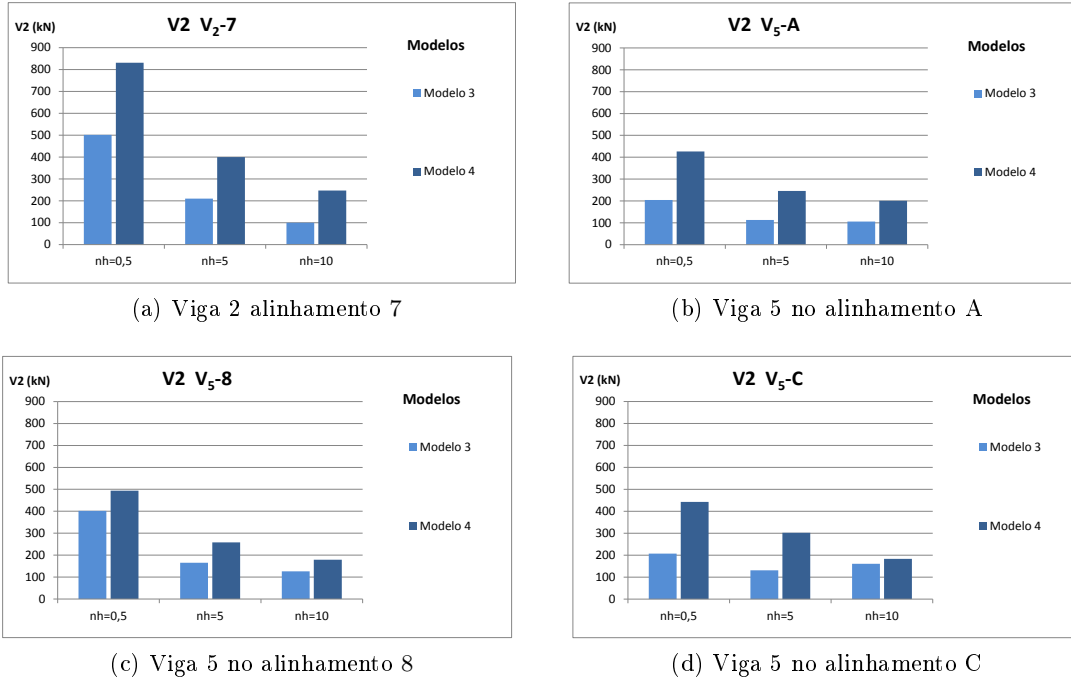 V2 V₂-7
V2 (kN)
900
800
700
600
500
400
300
200
100
0
nh=0,5 nh=5 nh=10
Modelos
Modelo 3
Modelo 4
(a) Viga 2 alinhamento 7
V2 V₅-A
V2 (kN)
900
800
700
600
500
400
300
200
100
0
nh=0,5 nh=5 nh=10
Modelos
Modelo 3
Modelo 4
(b) Viga 5 no alinhamento A
V2 V₅-8
V2 (kN)
900
800
700
600
500
400
300
200
100
0
nh=0,5 nh=5 nh=10
Modelos
Modelo 3
Modelo 4
(c) Viga 5 no alinhamento 8
V2 V₅-C
V2 (kN)
900
800
700
600
500
400
300
200
100
0
nh=0,5 nh=5 nh=10
Modelos
Modelo 3
Modelo 4
(d) Viga 5 no alinhamento C